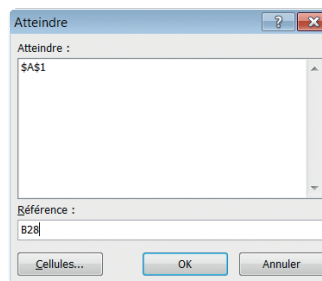 Atteindre
Atteindre :
$A$1
Référence :
B28
Cellules... OK Annuler